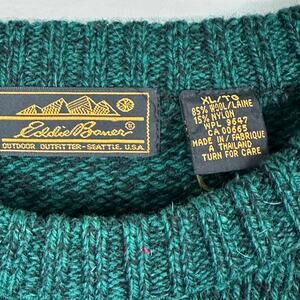 Eddie Bauer®
OUTDOOR OUTFITTER-SEATTLE, U.S.A
XL/TG
85% WOOL/LAINE
15% NYLON
WPL 9647
CA 00665
MADE IN/FABRIQUE
A THAILAND
TURN FOR CARE